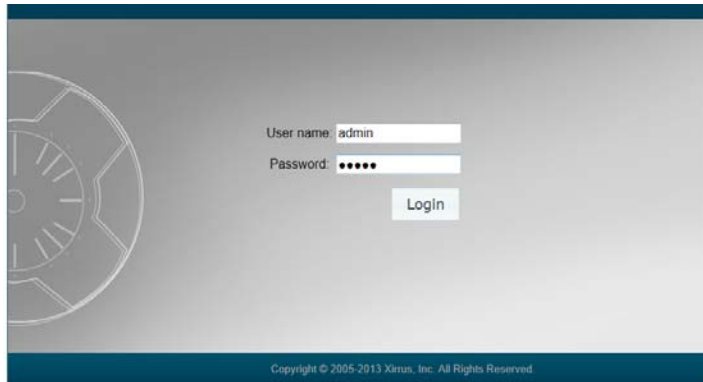 User name: admin
Password: •••••
Login
Copyright © 2005-2013 Xirrus, Inc. All Rights Reserved.